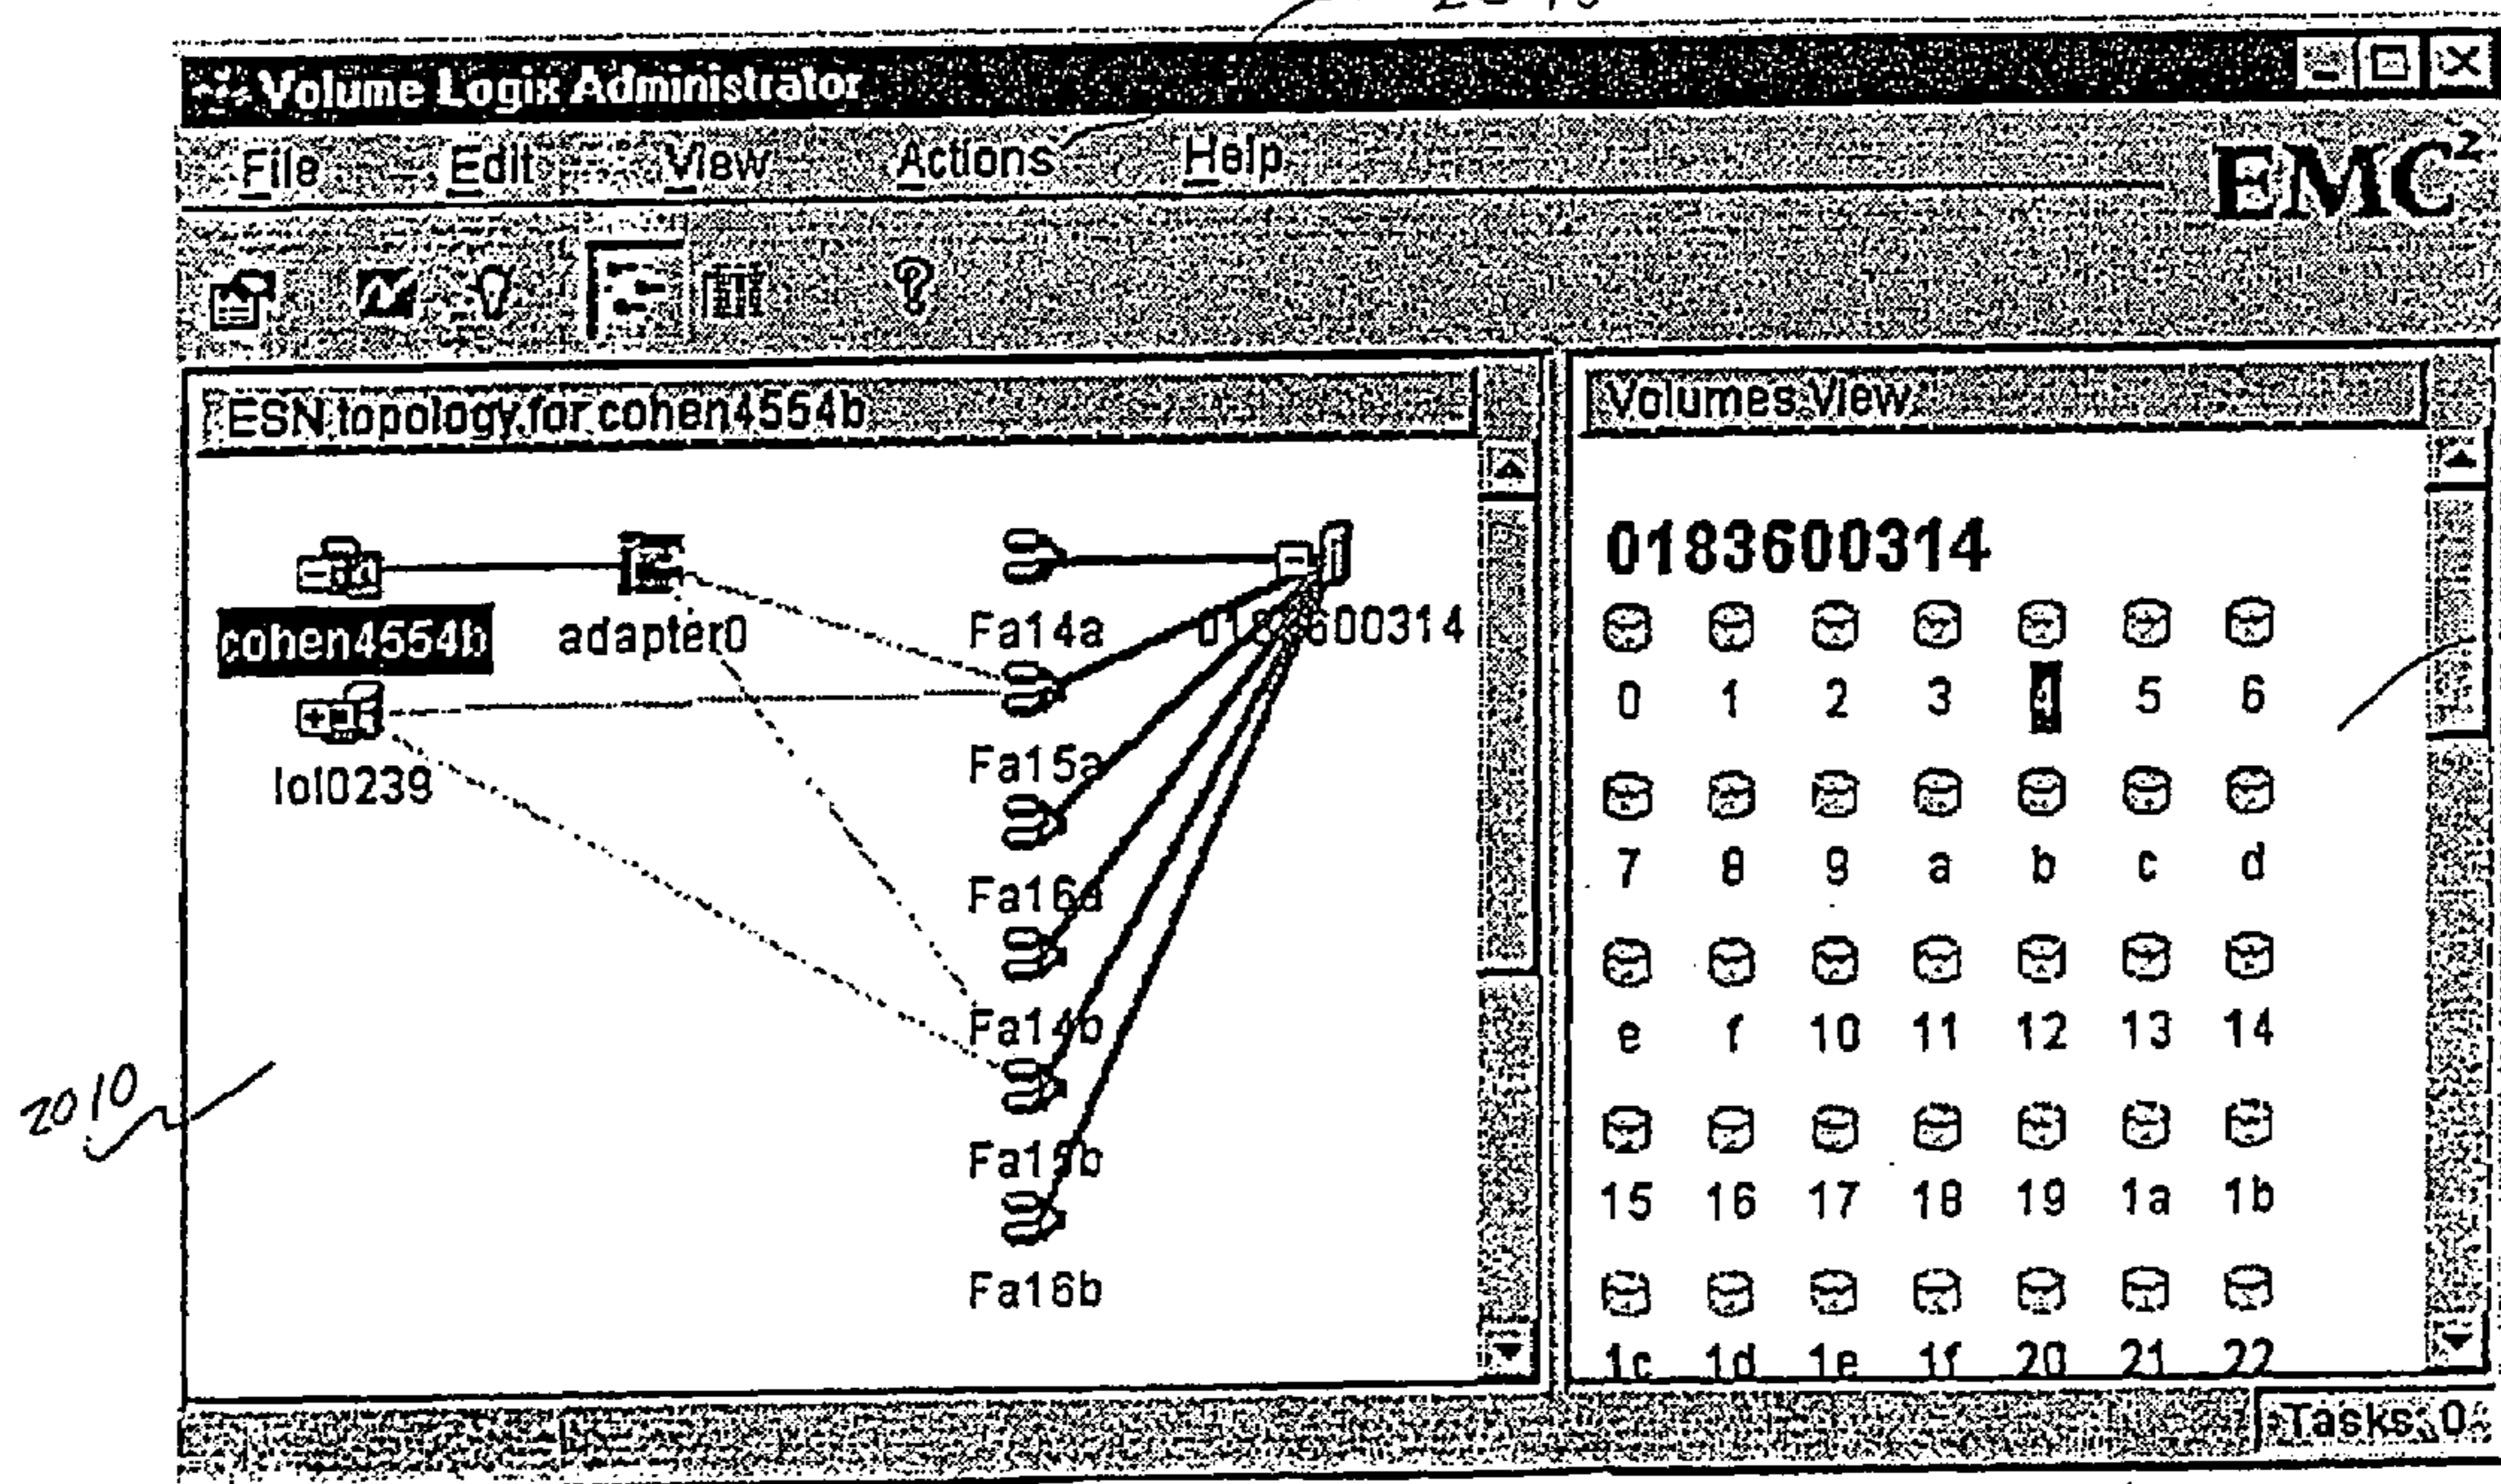 Volume Logix Administrator
File Edit View Actions Help
EMC²
ESN topology for cohen4554b
Volumes View
cohen4554b
adapter0
Fa14a
0183600314
lol0239
Fa15a
Fa16a
Fa14b
Fa15b
Fa16b
0183600314
0 1 2 3 4 5 6
7 8 9 a b c d
e f 10 11 12 13 14
15 16 17 18 19 1a 1b
1c 1d 1e 1f 20 21 22
2010
Tasks: 0